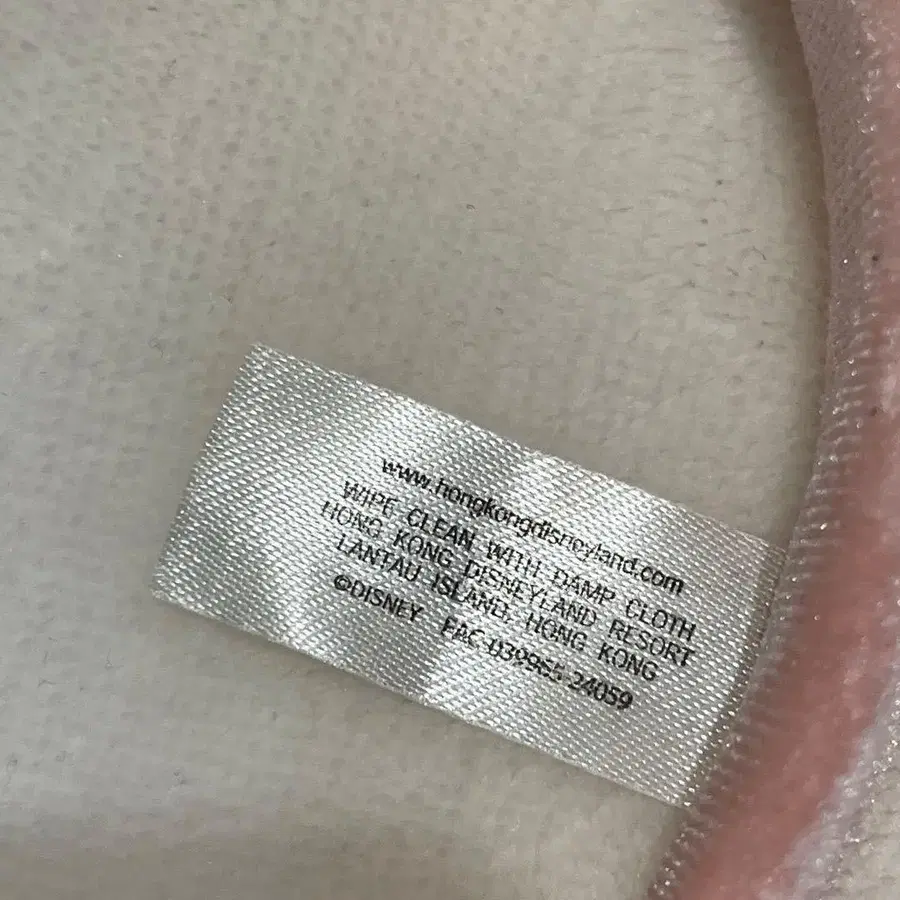 www.hongkongdisneyland.com
WIPE CLEAN WITH DAMP CLOTH
HONG KONG DISNEYLAND RESORT
LANTAU ISLAND, HONG KONG
©DISNEY FAC-039965-24059